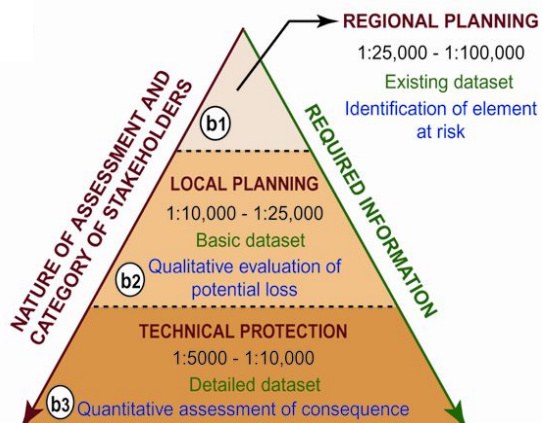 REGIONAL PLANNING
1:25,000 - 1:100,000
Existing dataset
Identification of element
at risk
b1
NATURE OF ASSESSMENT AND
CATEGORY OF STAKEHOLDERS
REQUIRED INFORMATION
LOCAL PLANNING
1:10,000 - 1:25,000
Basic dataset
b2
Qualitative evaluation of
potential loss
TECHNICAL PROTECTION
1:5000 - 1:10,000
Detailed dataset
b3
Quantitative assessment of consequence